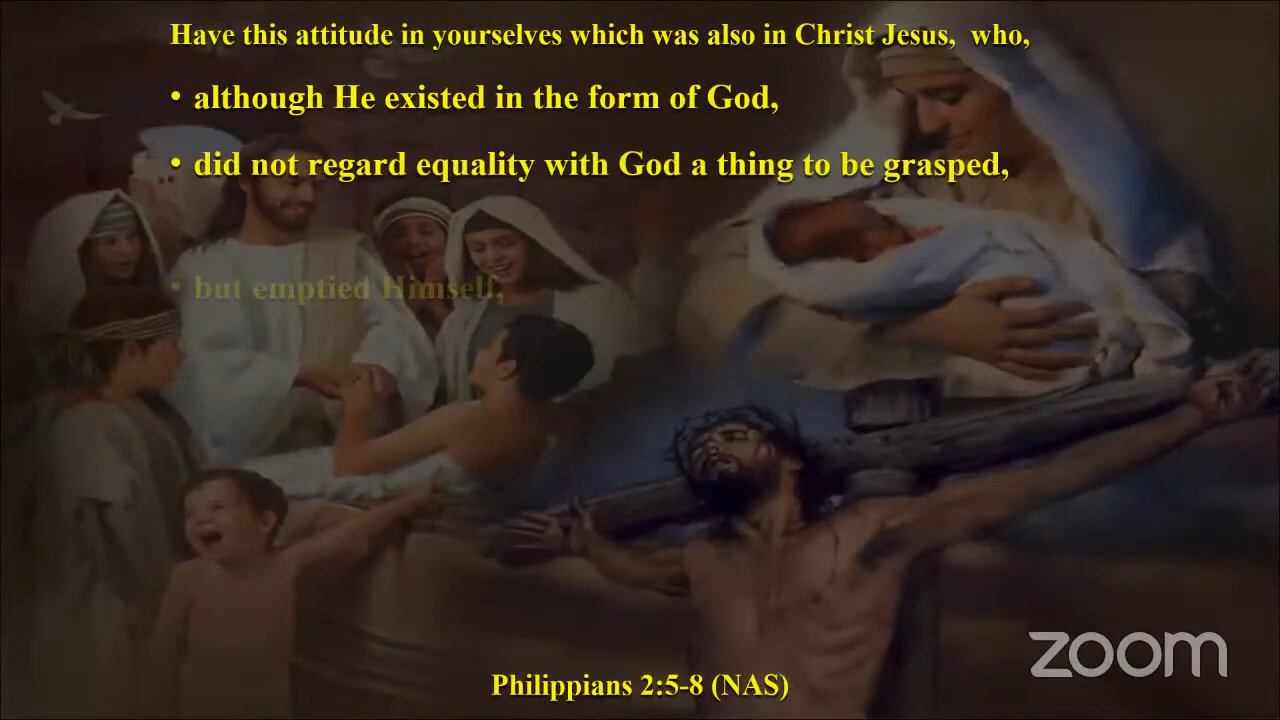 Have this attitude in yourselves which was also in Christ Jesus,  who,
• although He existed in the form of God,
• did not regard equality with God a thing to be grasped,
• but emptied Himself,
zoom
Philippians 2:5-8 (NAS)